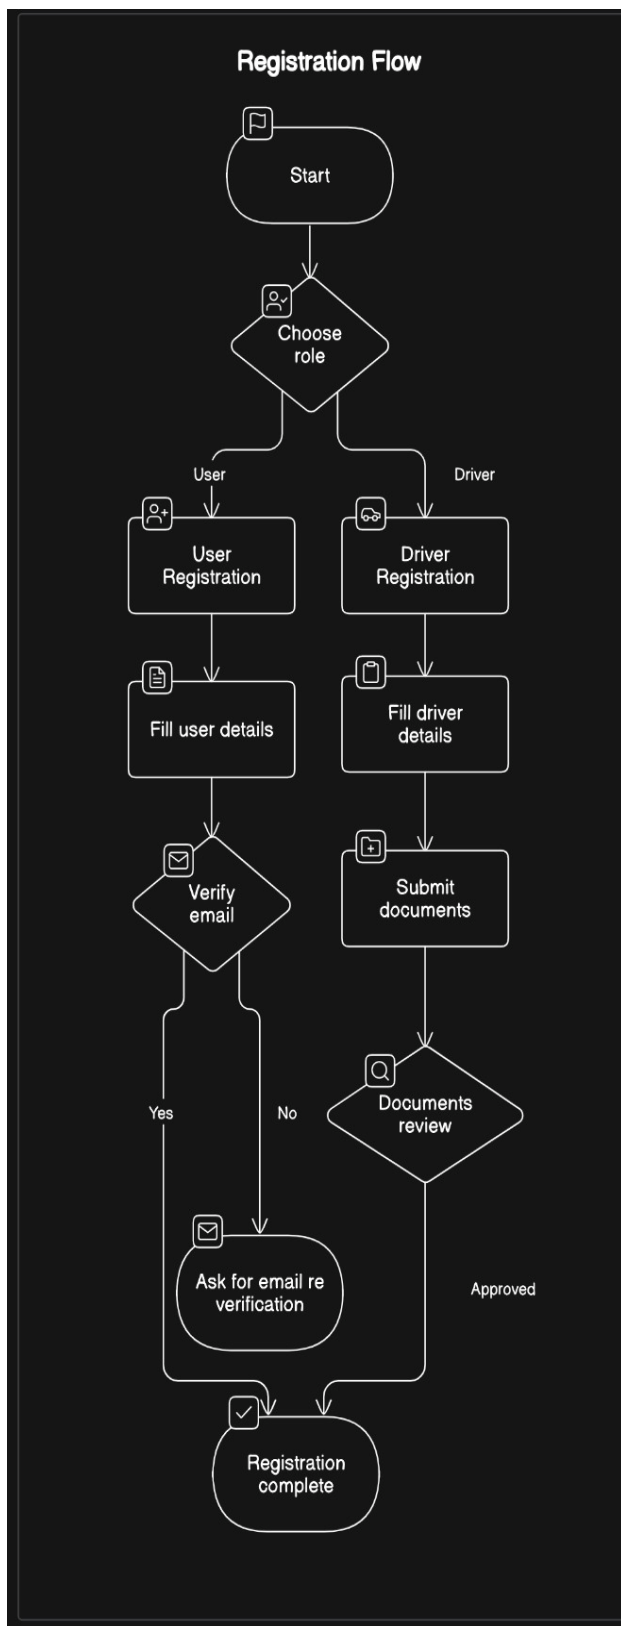 Registration Flow
Start
Choose
role
User
Driver
User
Registration
Driver
Registration
Fill user details
Fill driver
details
Verify
email
Submit
documents
Yes
No
Documents
review
Ask for email re
verification
Approved
Registration
complete